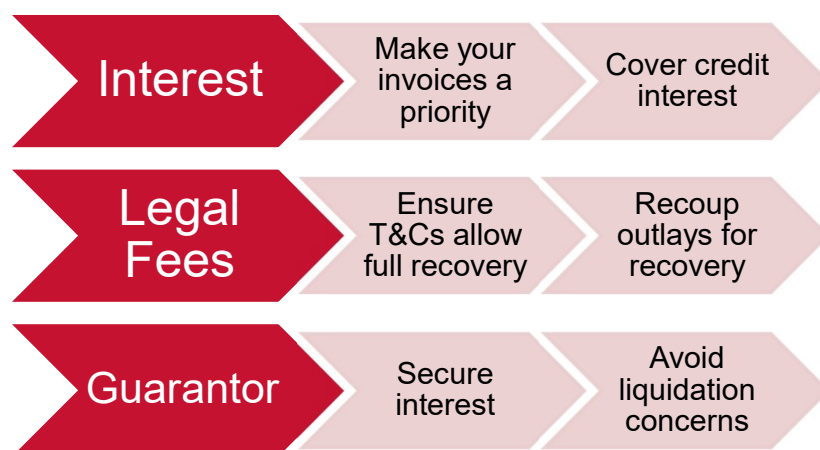 Interest
Make your
invoices a
priority
Cover credit
interest
Legal
Fees
Ensure
T&Cs allow
full recovery
Recoup
outlays for
recovery
Guarantor
Secure
interest
Avoid
liquidation
concerns